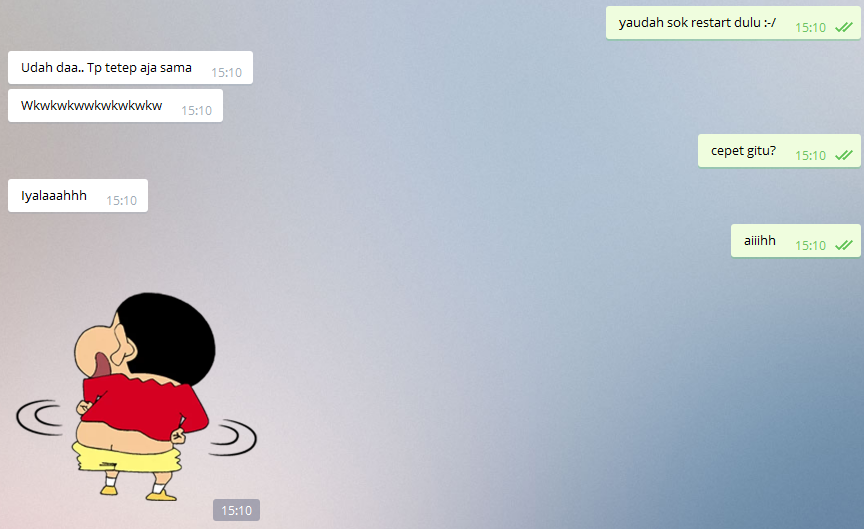 yaudah sok restart dulu :-/ 15:10
Udah daa.. Tp tetep aja sama 15:10
Wkwkwkwwkwkwkwkw 15:10
cepet gitu? 15:10
Iyalaaahhh 15:10
aiiihh 15:10
15:10